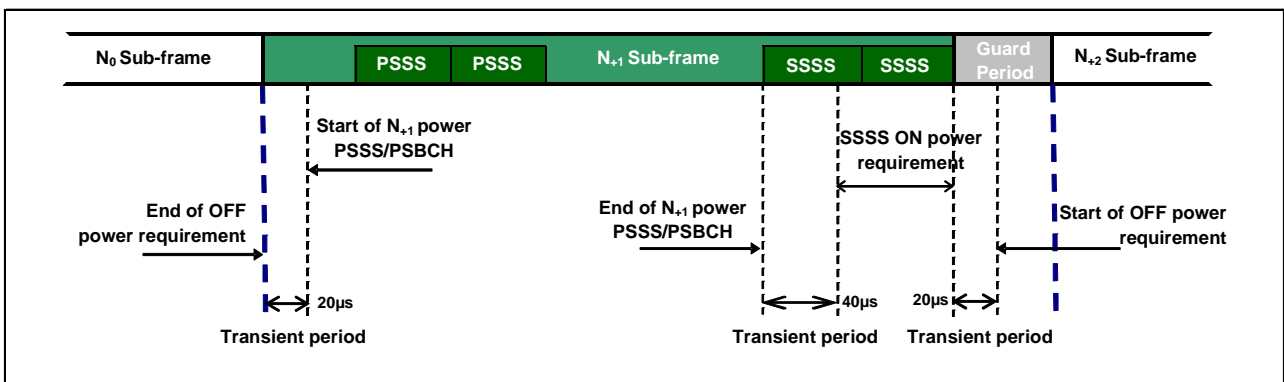 N₀ Sub-frame
PSSS
PSSS
N₊₁ Sub-frame
SSSS
SSSS
Guard
Period
N₊₂ Sub-frame
Start of N₊₁ power
PSSS/PSBCH
SSSS ON power
requirement
End of OFF
power requirement
End of N₊₁ power
PSSS/PSBCH
Start of OFF power
requirement
20µs
40µs
20µs
Transient period
Transient period
Transient period